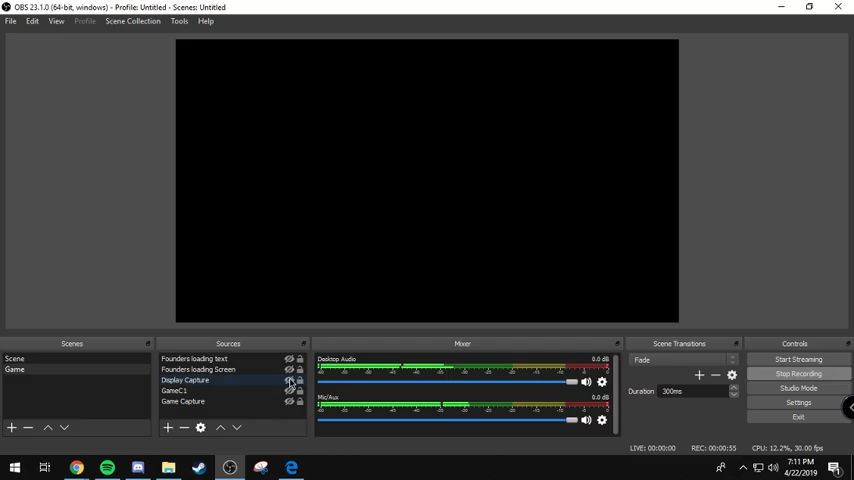 OBS 23.1.0 (64-bit, windows) - Profile: Untitled - Scenes: Untitled
File Edit View Profile Scene Collection Tools Help
Scenes
Sources
Mixer
Scene Transitions
Controls
Scene
Game
Founders loading text
Founders loading Screen
Display Capture
GameC1
Game Capture
Desktop Audio 0.0 dB
Mic/Aux 0.0 dB
Fade
Duration 300ms
Start Streaming
Stop Recording
Studio Mode
Settings
Exit
LIVE: 00:00:00 REC: 00:00:55 CPU: 12.2%, 30.00 fps
7:11 PM
4/22/2019